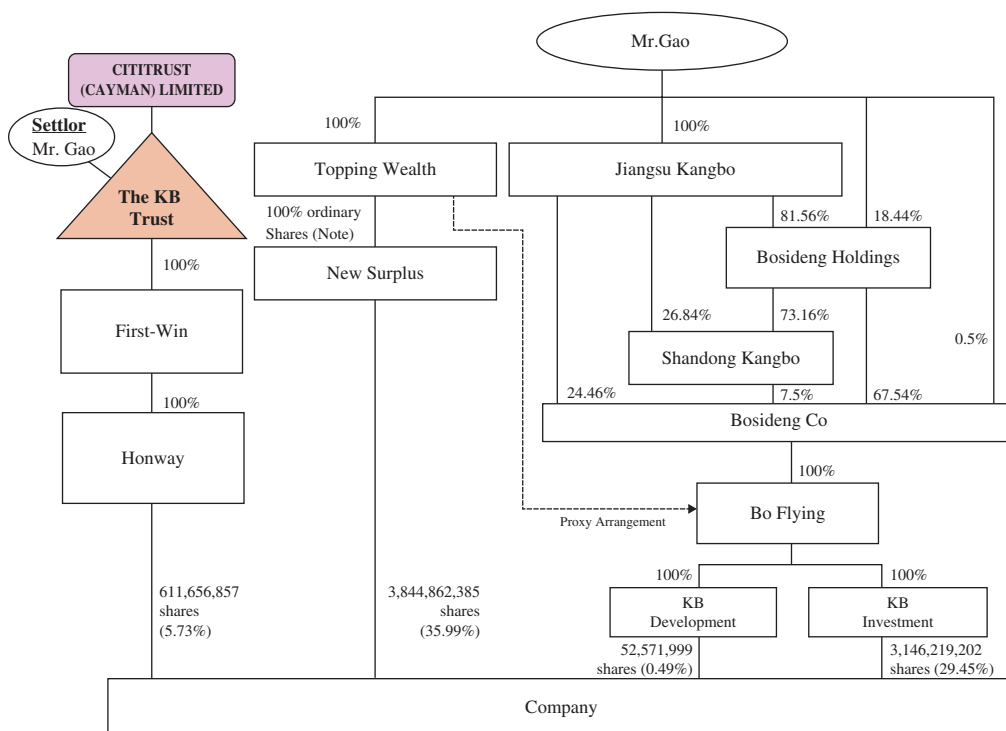 Mr.Gao
CITITRUST
(CAYMAN) LIMITED
Settlor
Mr. Gao
The KB
Trust
100%
First-Win
100%
Honway
611,656,857
shares
(5.73%)
100%
Topping Wealth
100% ordinary
Shares (Note)
New Surplus
3,844,862,385
shares
(35.99%)
100%
Jiangsu Kangbo
81.56%
18.44%
Bosideng Holdings
26.84%
73.16%
Shandong Kangbo
0.5%
24.46%
7.5%
67.54%
Bosideng Co
100%
Bo Flying
Proxy Arrangement
100%
100%
KB
Development
KB
Investment
52,571,999
shares (0.49%)
3,146,219,202
shares (29.45%)
Company